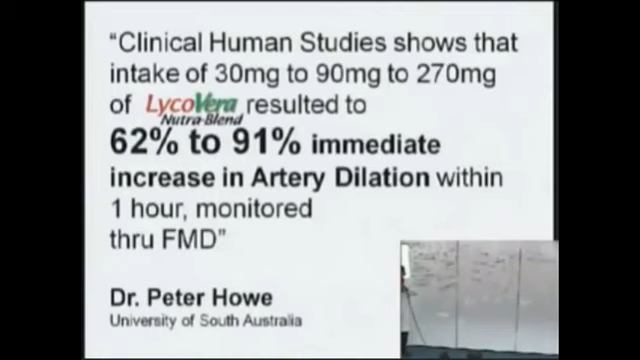 “Clinical Human Studies shows that
intake of 30mg to 90mg to 270mg
of LycoVera Nutra-Blend resulted to
62% to 91% immediate
increase in Artery Dilation within
1 hour, monitored
thru FMD”
Dr. Peter Howe
University of South Australia